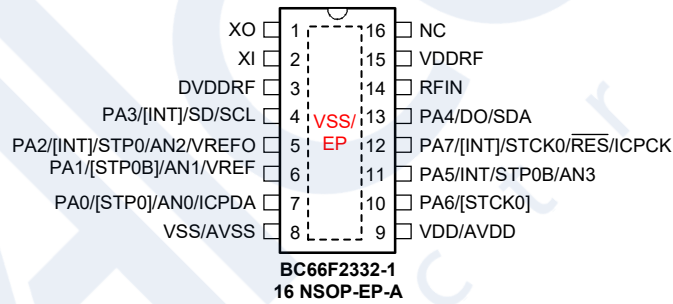 XO 1 16 NC
XI 2 15 VDDRF
DVDDRF 3 14 RFIN
PA3/[INT]/SD/SCL 4 VSS/ 13 PA4/DO/SDA
PA2/[INT]/STP0/AN2/VREFO 5 EP 12 PA7/[INT]/STCK0/RES/ICPCK
PA1/[STP0B]/AN1/VREF 6 11 PA5/INT/STP0B/AN3
PA0/[STP0]/AN0/ICPDA 7 10 PA6/[STCK0]
VSS/AVSS 8 9 VDD/AVDD
BC66F2332-1
16 NSOP-EP-A